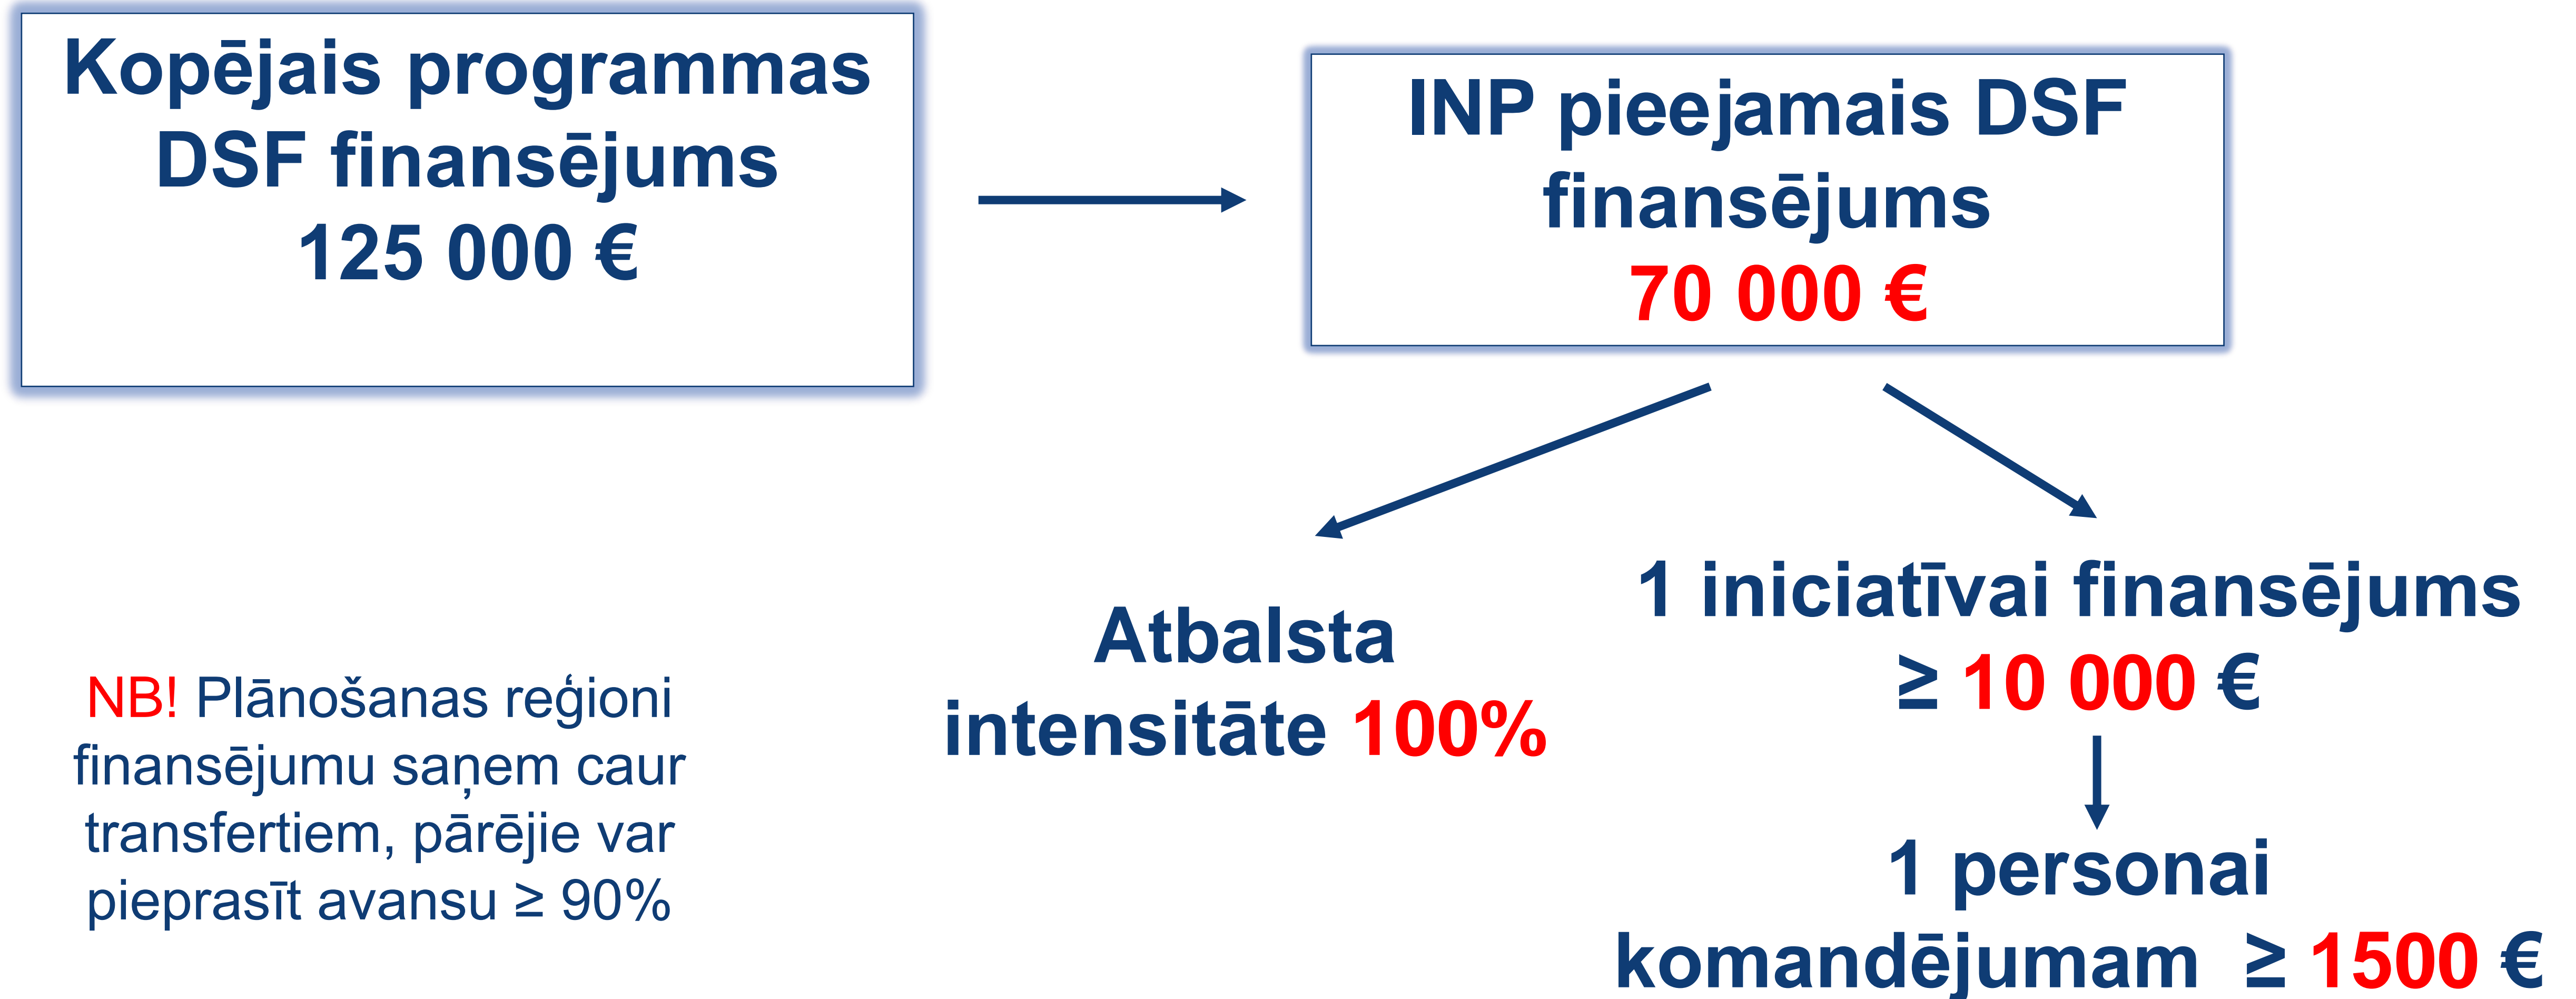 Kopējais programmas
DSF finansējums
125 000 €
INP pieejamais DSF
finansējums
70 000 €
Atbalsta
intensitāte 100%
1 iniciatīvai finansējums
≥ 10 000 €
1 personai
komandējumam ≥ 1500 €
NB! Plānošanas reģioni
finansējumu saņem caur
transfertiem, pārējie var
pieprasīt avansu ≥ 90%